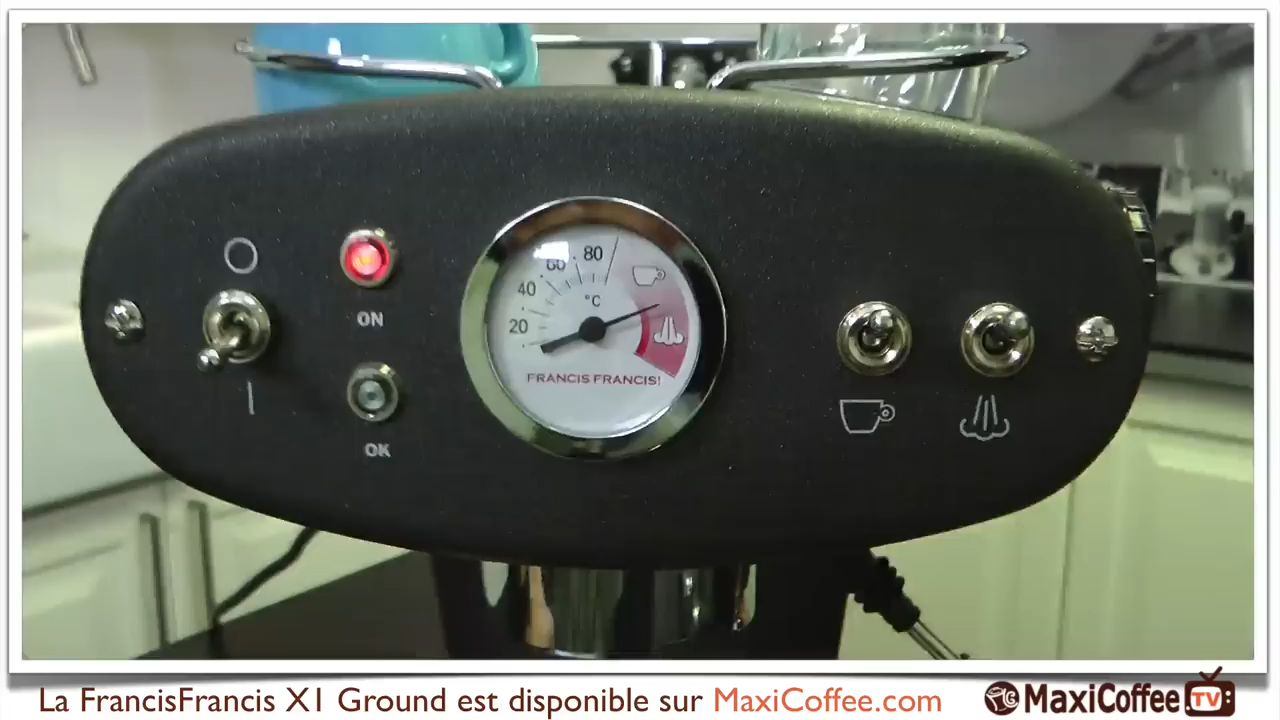 80
60
40
°C
20
FRANCIS FRANCIS!
ON
OK
La FrancisFrancis X1 Ground est disponible sur MaxiCoffee.com
MaxiCoffee TV